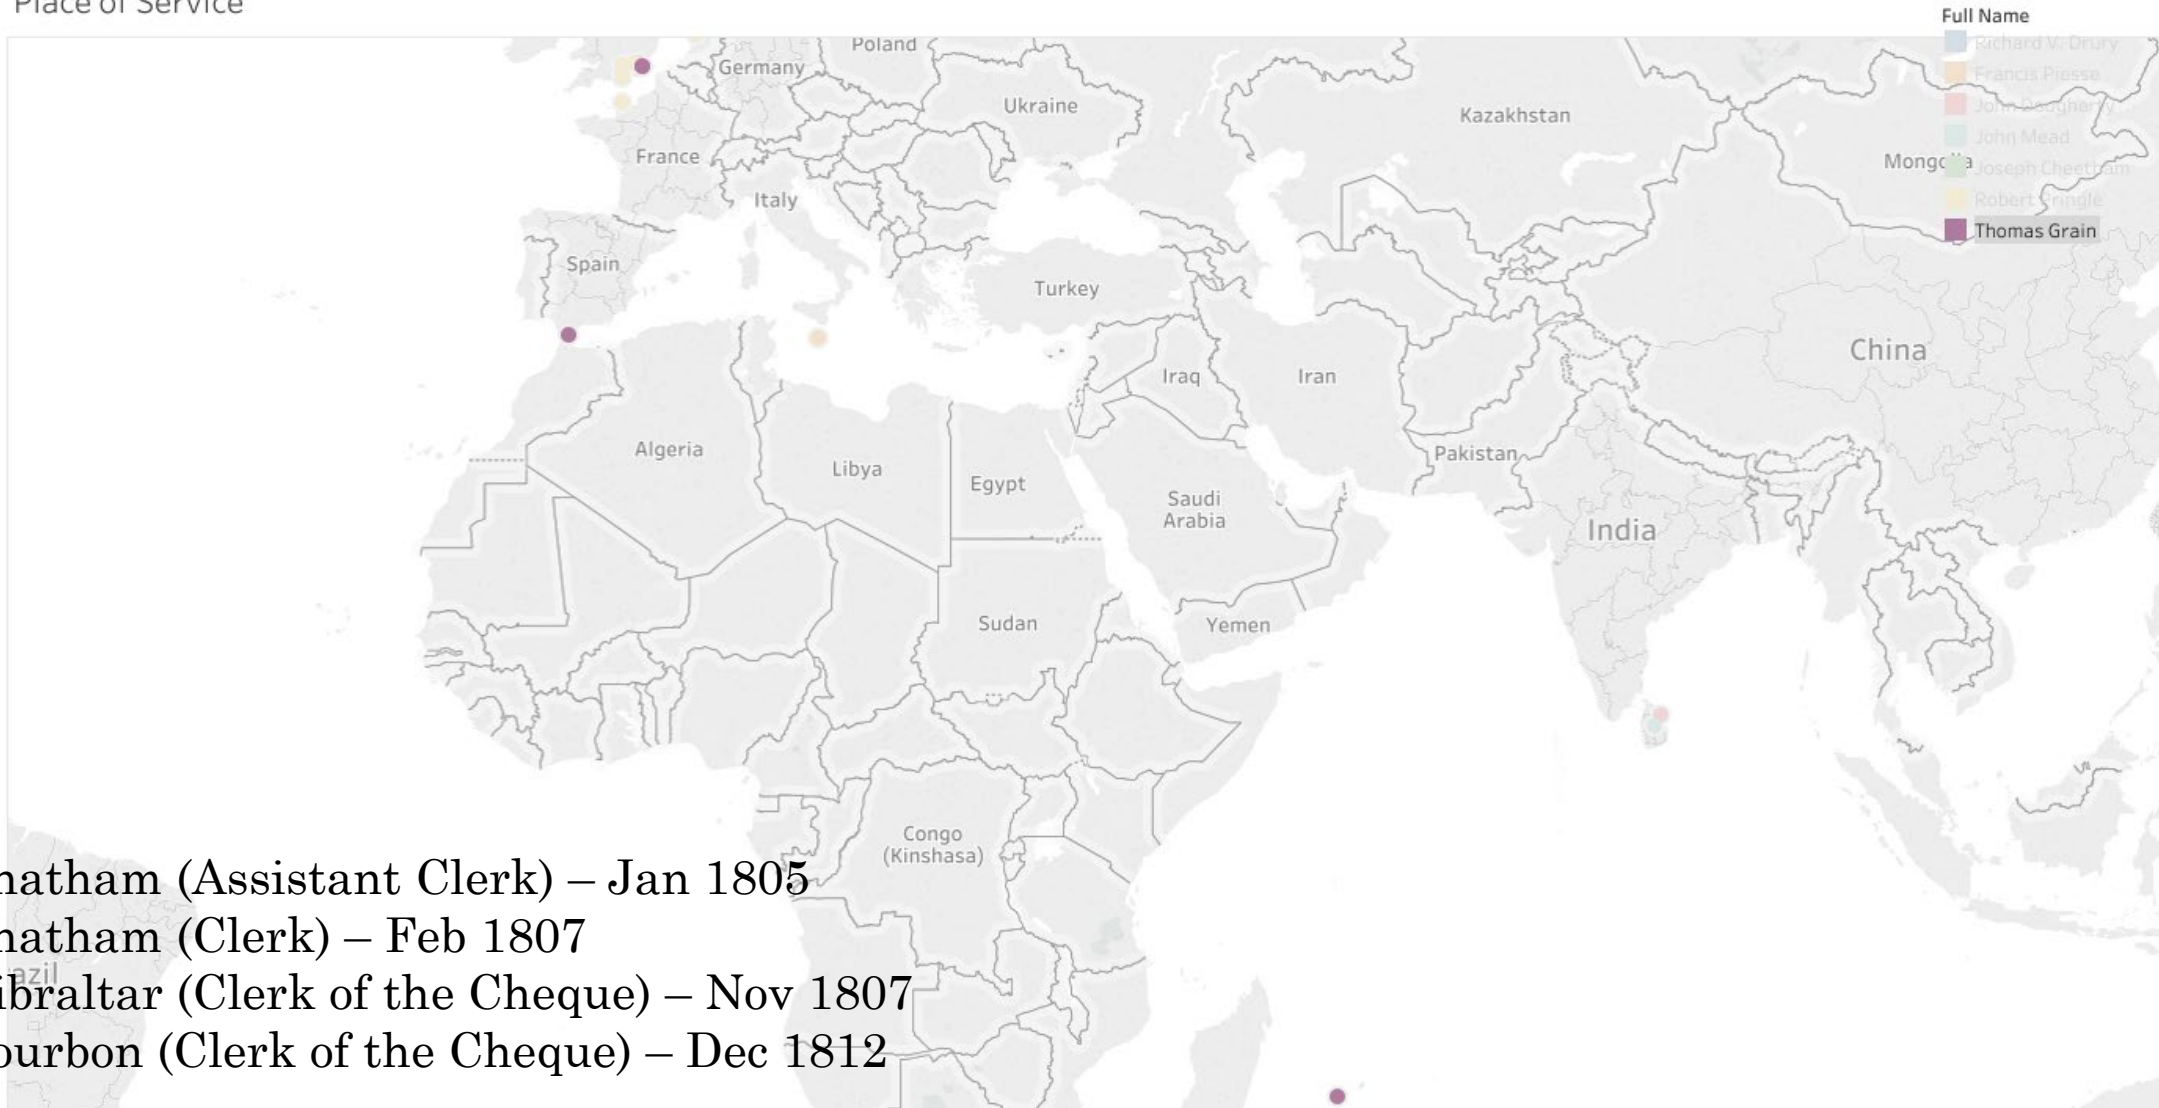 Place of Service
Full Name
Richard V. Drury
Francis Piesse
John Dougherty
John Mead
Joseph Cheetham
Robert Pringle
Thomas Grain
Poland
Germany
Ukraine
Kazakhstan
France
Mongolia
Italy
Spain
Turkey
China
Iraq
Iran
Algeria
Pakistan
Libya
Egypt
Saudi
Arabia
India
Sudan
Yemen
Congo
(Kinshasa)
azil
hatham (Assistant Clerk) – Jan 1805
hatham (Clerk) – Feb 1807
ibraltar (Clerk of the Cheque) – Nov 1807
ourbon (Clerk of the Cheque) – Dec 1812